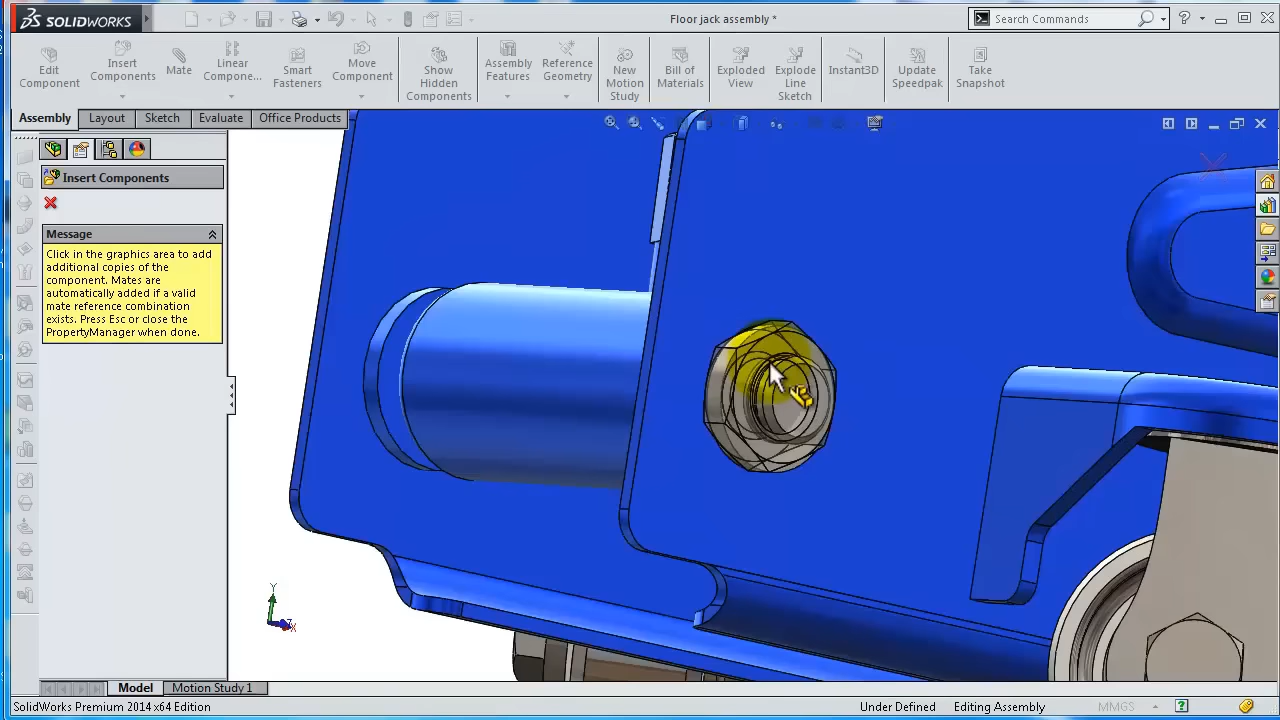 SOLIDWORKS
Floor jack assembly *
Search Commands
Edit Component
Insert Components
Mate
Linear Compone...
Smart Fasteners
Move Component
Show Hidden Components
Assembly Features
Reference Geometry
New Motion Study
Bill of Materials
Exploded View
Explode Line Sketch
Instant3D
Update Speedpak
Take Snapshot
Assembly
Layout
Sketch
Evaluate
Office Products
Insert Components
Message
Click in the graphics area to add
additional copies of the
component. Mates are
automatically added if a valid
mate reference combination
exists. Press Esc or close the
PropertyManager when done.
Y
Z
X
Model
Motion Study 1
SolidWorks Premium 2014 x64 Edition
Under Defined
Editing Assembly
MMGS